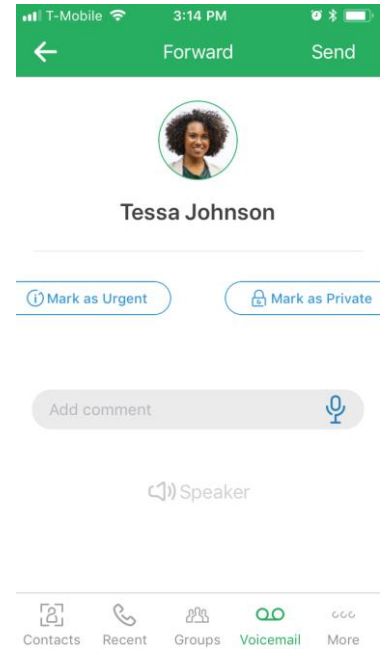 T-Mobile 3:14 PM
Forward Send
Tessa Johnson
Mark as Urgent Mark as Private
Add comment
Speaker
Contacts Recent Groups Voicemail More